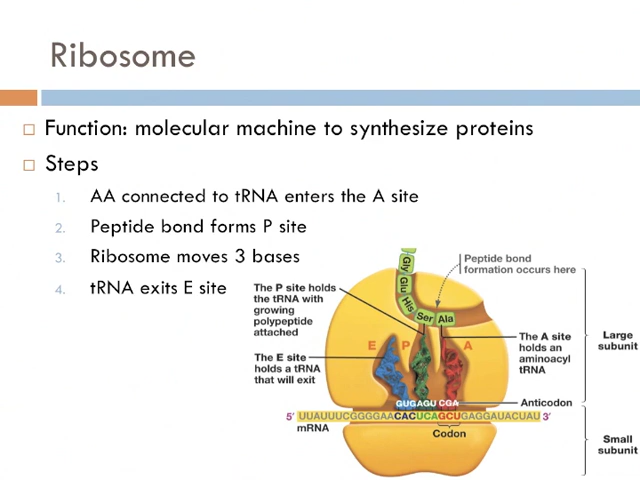 Ribosome
Function: molecular machine to synthesize proteins
Steps
1. AA connected to tRNA enters the A site
2. Peptide bond forms P site
3. Ribosome moves 3 bases
4. tRNA exits E site
Peptide bond
formation occurs here
The P site holds
the tRNA with
growing
polypeptide
attached
Gly
Glu
His
Ser
Ala
The E site
holds a tRNA
that will exit
E
P
A
The A site
holds an
aminoacyl
tRNA
Large
subunit
GUG AGU CGA
Anticodon
5′ UUAUUUCGGGGAACACUCAGCUGAGGAUACUAU 3′
mRNA
Codon
Small
subunit